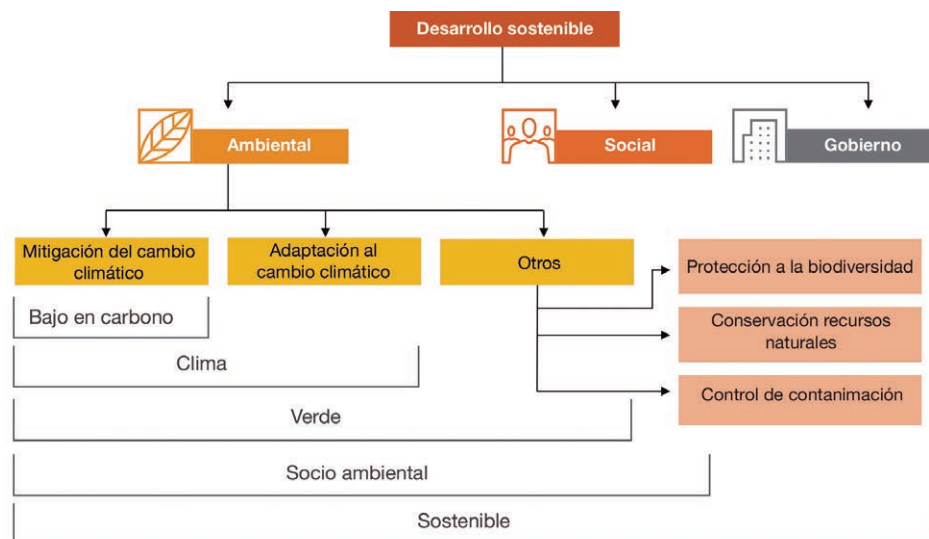 Desarrollo sostenible
Ambiental
Social
Gobierno
Mitigación del cambio
climático
Adaptación al
cambio climático
Otros
Protección a la biodiversidad
Bajo en carbono
Conservación recursos
naturales
Clima
Control de contanimación
Verde
Socio ambiental
Sostenible